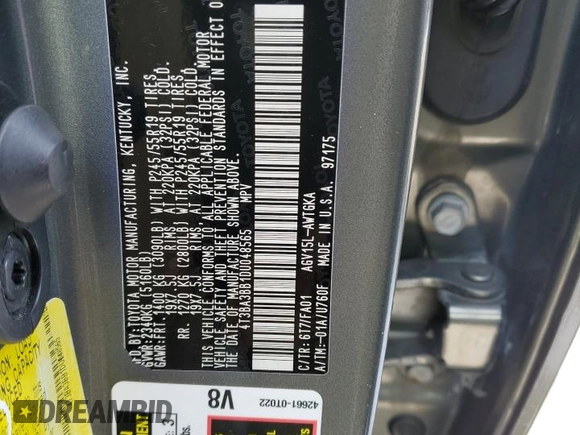 MFD.BY:TOYOTA MOTOR MANUFACTURING, KENTUCKY, INC.
GVWR: 2340KG (5160LB)
GAWR:FRT. 1400 KG (3090LB) WITH P245/55R19 TIRES,
19X7.5J RIMS, AT 220KPA (32PSI) COLD.
RR. 1270 KG (2800LB) WITH P245/55R19 TIRES,
19X7.5J RIMS, AT 220KPA (32PSI) COLD.
THIS VEHICLE CONFORMS TO ALL APPLICABLE FEDERAL MOTOR
VEHICLE SAFETY AND THEFT PREVENTION STANDARDS IN EFFECT O
THE DATE OF MANUFACTURE SHOWN ABOVE.
4T3BA3BB1DU048565 MPV
C/TR: 6T7/FA01 AGV15L-AWTGKA
A/TM:-01A/U760F MADE IN U.S.A. 97175
TOYOTA
42661-0T022
V8
DREAMBID